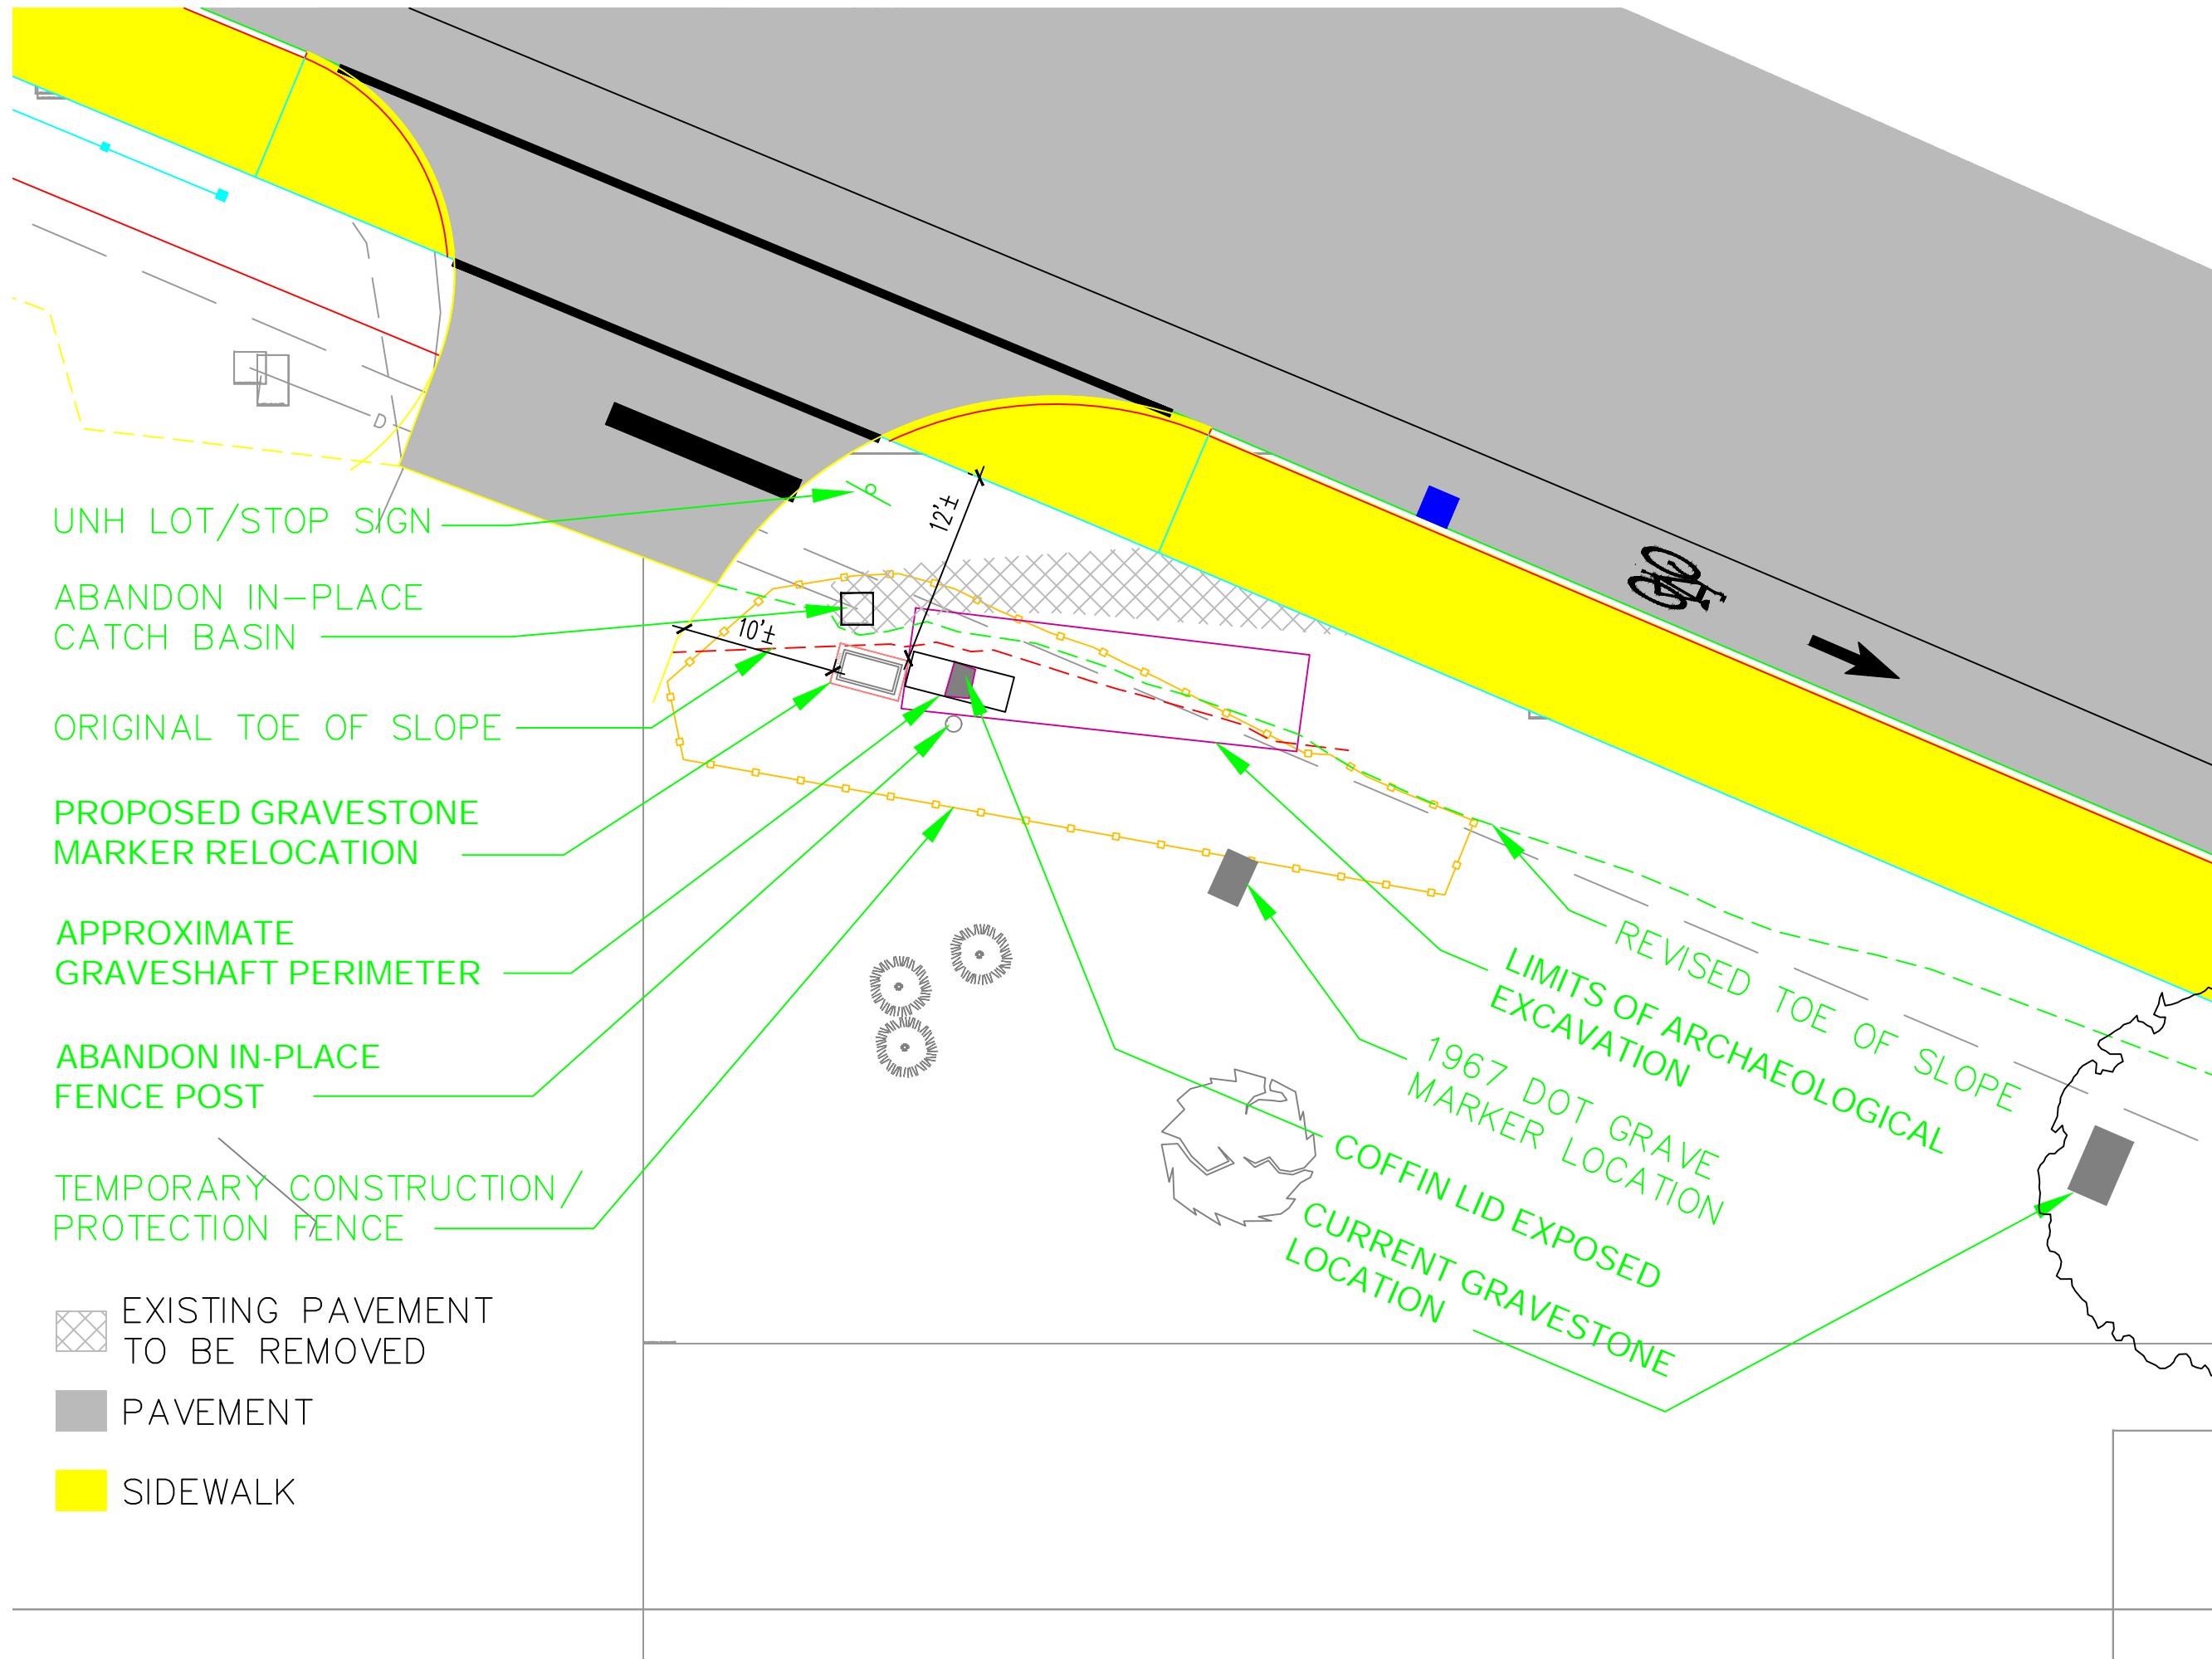 12'±
UNH LOT/STOP SIGN
ABANDON IN-PLACE
CATCH BASIN
10'±
ORIGINAL TOE OF SLOPE
PROPOSED GRAVESTONE
MARKER RELOCATION
APPROXIMATE
GRAVESHAFT PERIMETER
ABANDON IN-PLACE
FENCE POST
TEMPORARY CONSTRUCTION/
PROTECTION FENCE
D
REVISED TOE OF SLOPE
LIMITS OF ARCHAEOLOGICAL
EXCAVATION
1967 DOT GRAVE
MARKER LOCATION
COFFIN LID EXPOSED
CURRENT GRAVESTONE
LOCATION
EXISTING PAVEMENT
TO BE REMOVED
PAVEMENT
SIDEWALK